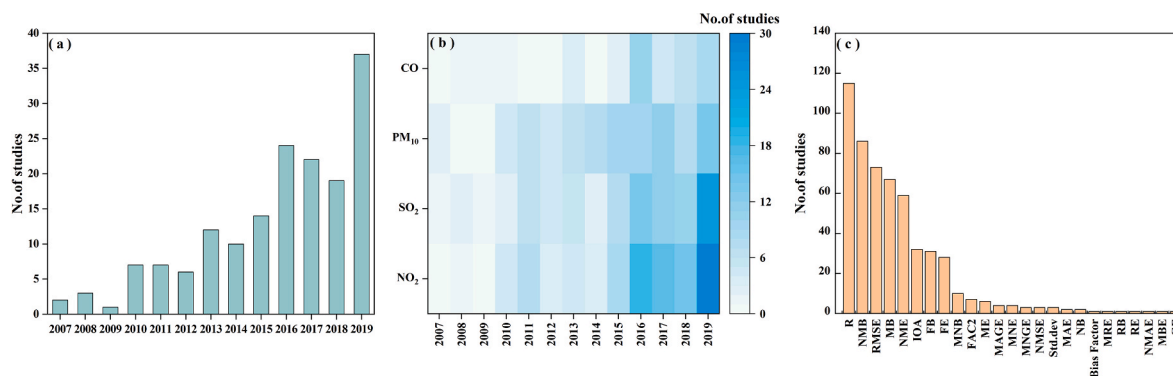 ( a )
No.of studies
40
35
30
25
20
15
10
5
0
2007 2008 2009 2010 2011 2012 2013 2014 2015 2016 2017 2018 2019
( b )
No.of studies
CO
PM₁₀
SO₂
NO₂
30
24
18
12
6
0
2007 2008 2009 2010 2011 2012 2013 2014 2015 2016 2017 2018 2019
( c )
No.of studies
140
120
100
80
60
40
20
0
R NMB RMSE MB NME IOA FB FE MNB FAC2 ME MAGE MNE MNGE NMSE Std.dev MAE NB Bias Factor MRE RB RE NMAE MBE